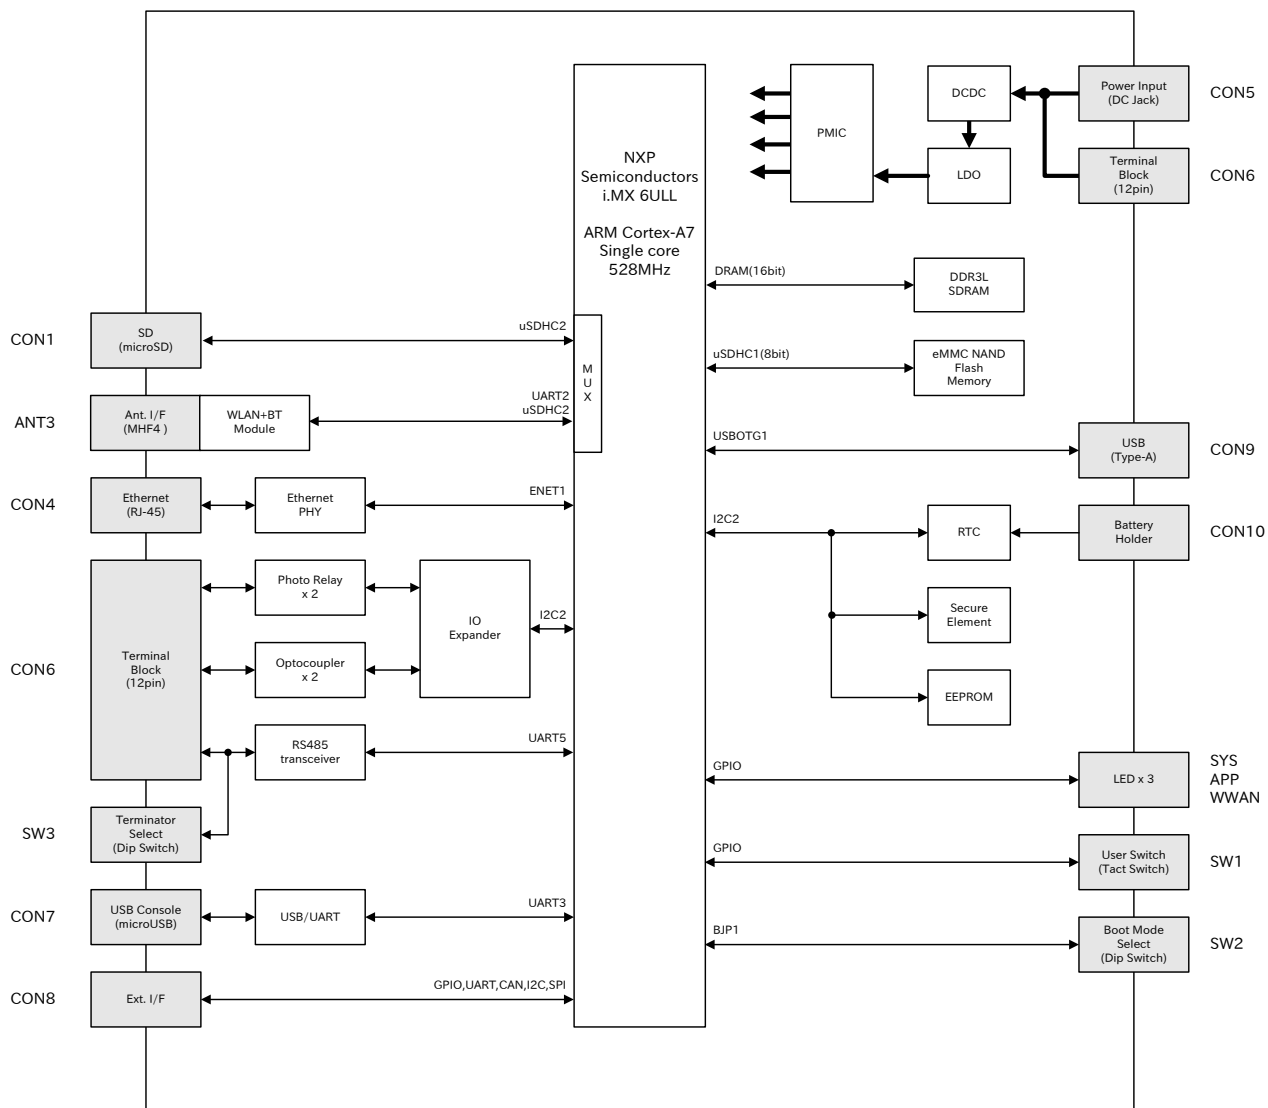 Power Input
(DC Jack)
CON5
DCDC
PMIC
Terminal
Block
(12pin)
CON6
LDO
NXP
Semiconductors
i.MX 6ULL
ARM Cortex-A7
Single core
528MHz
DRAM(16bit)
DDR3L
SDRAM
CON1
SD
(microSD)
uSDHC2
M
U
X
uSDHC1(8bit)
eMMC NAND
Flash
Memory
ANT3
Ant. I/F
(MHF4 )
WLAN+BT
Module
UART2
uSDHC2
USBOTG1
USB
(Type-A)
CON9
CON4
Ethernet
(RJ-45)
Ethernet
PHY
ENET1
I2C2
RTC
Battery
Holder
CON10
CON6
Terminal
Block
(12pin)
Photo Relay
x 2
IO
Expander
I2C2
Optocoupler
x 2
Secure
Element
EEPROM
RS485
transceiver
UART5
GPIO
LED x 3
SYS
APP
WWAN
SW3
Terminator
Select
(Dip Switch)
GPIO
User Switch
(Tact Switch)
SW1
CON7
USB Console
(microUSB)
USB/UART
UART3
BJP1
Boot Mode
Select
(Dip Switch)
SW2
CON8
Ext. I/F
GPIO,UART,CAN,I2C,SPI